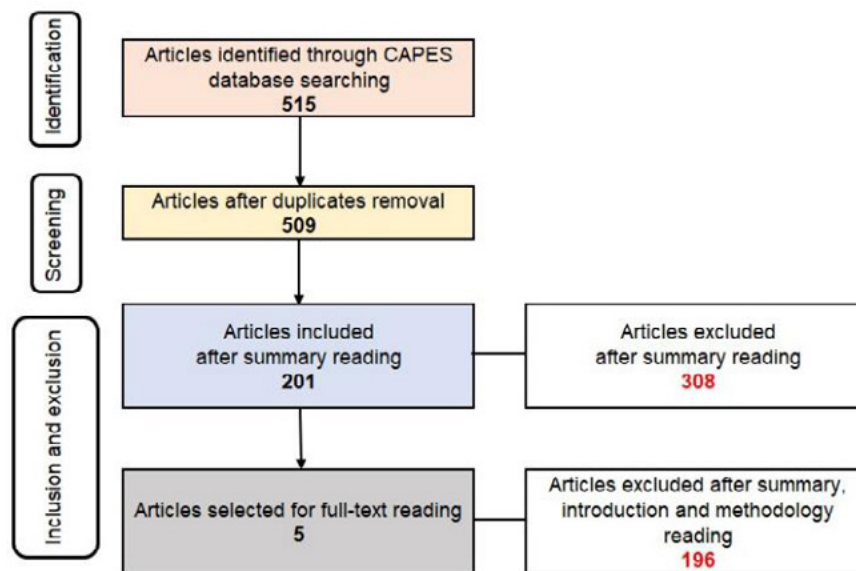 Identification
Articles identified through CAPES
database searching
515
Screening
Articles after duplicates removal
509
Inclusion and exclusion
Articles included
after summary reading
201
Articles excluded
after summary reading
308
Articles selected for full-text reading
5
Articles excluded after summary,
introduction and methodology
reading
196